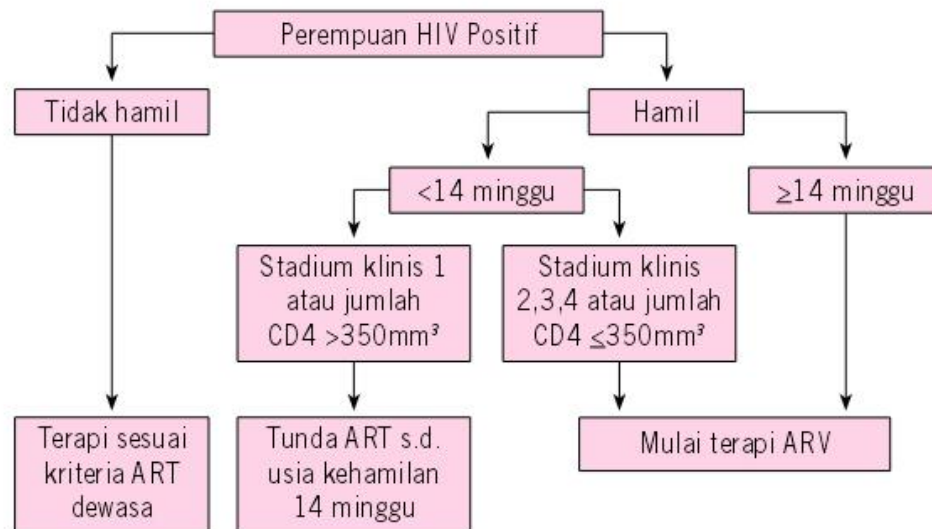 Perempuan HIV Positif
Tidak hamil
Hamil
<14 minggu
≥14 minggu
Stadium klinis 1
atau jumlah
CD4 >350mm³
Stadium klinis
2,3,4 atau jumlah
CD4 ≤350mm³
Terapi sesuai
kriteria ART
dewasa
Tunda ART s.d.
usia kehamilan
14 minggu
Mulai terapi ARV